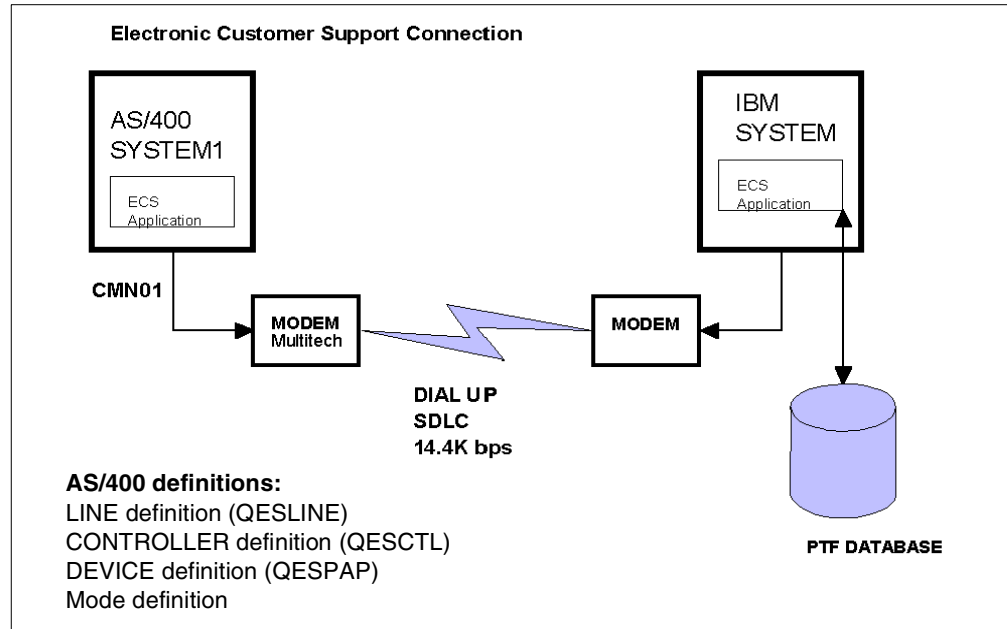 Electronic Customer Support Connection
AS/400
SYSTEM1
ECS
Application
IBM
SYSTEM
ECS
Application
CMN01
MODEM
Multitech
MODEM
DIAL UP
SDLC
14.4K bps
AS/400 definitions:
LINE definition (QESLINE)
CONTROLLER definition (QESCTL)
DEVICE definition (QESPAP)
Mode definition
PTF DATABASE